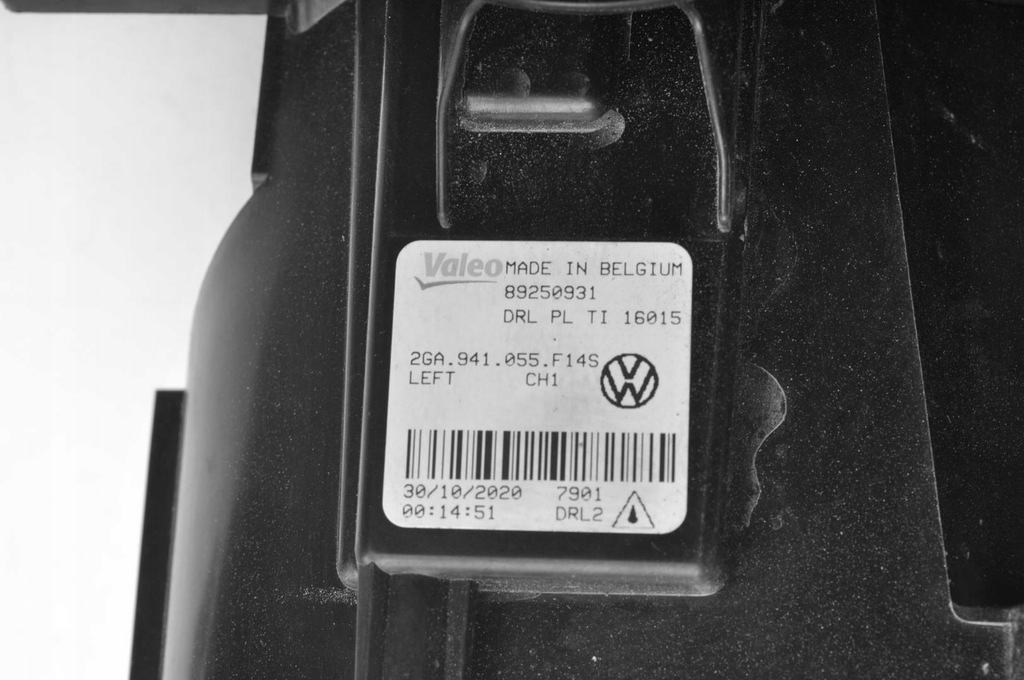 Valeo MADE IN BELGIUM
89250931
DRL PL TI 16015
2GA.941.055.F14S
LEFT CH1
30/10/2020 7901
00:14:51 DRL2